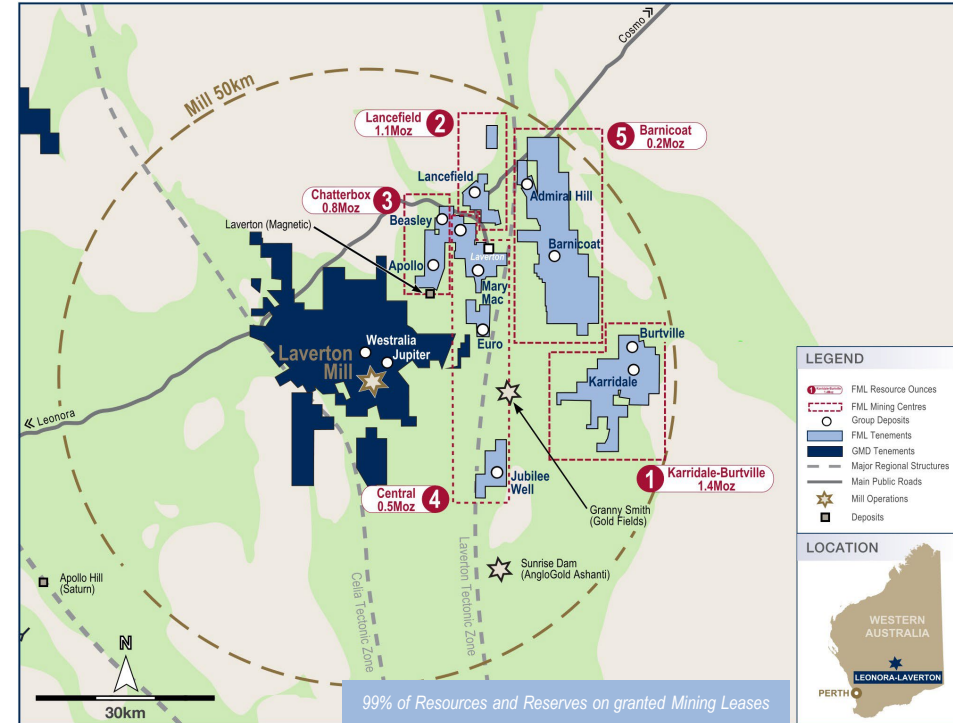 Cosmo >>
Mill 50km
Lancefield
1.1Moz
2
5
Barnicoat
0.2Moz
Lancefield
Chatterbox
0.8Moz
3
Admiral Hill
Beasley
Laverton (Magnetic)
Laverton
Barnicoat
Apollo
Mary
Mac
Burtville
Euro
Westralia
Jupiter
Laverton
Mill
Karridale
<< Leonora
Jubilee
Well
1
Karridale-Burtville
1.4Moz
Central
0.5Moz
4
Granny Smith
(Gold Fields)
Sunrise Dam
(AngloGold Ashanti)
Apollo Hill
(Saturn)
Celia Tectonic Zone
Laverton Tectonic Zone
N
30km
99% of Resources and Reserves on granted Mining Leases
LEGEND
1
FML Resource Ounces
FML Mining Centres
Group Deposits
FML Tenements
GMD Tenements
Major Regional Structures
Main Public Roads
Mill Operations
Deposits
LOCATION
WESTERN
AUSTRALIA
LEONORA-LAVERTON
PERTH